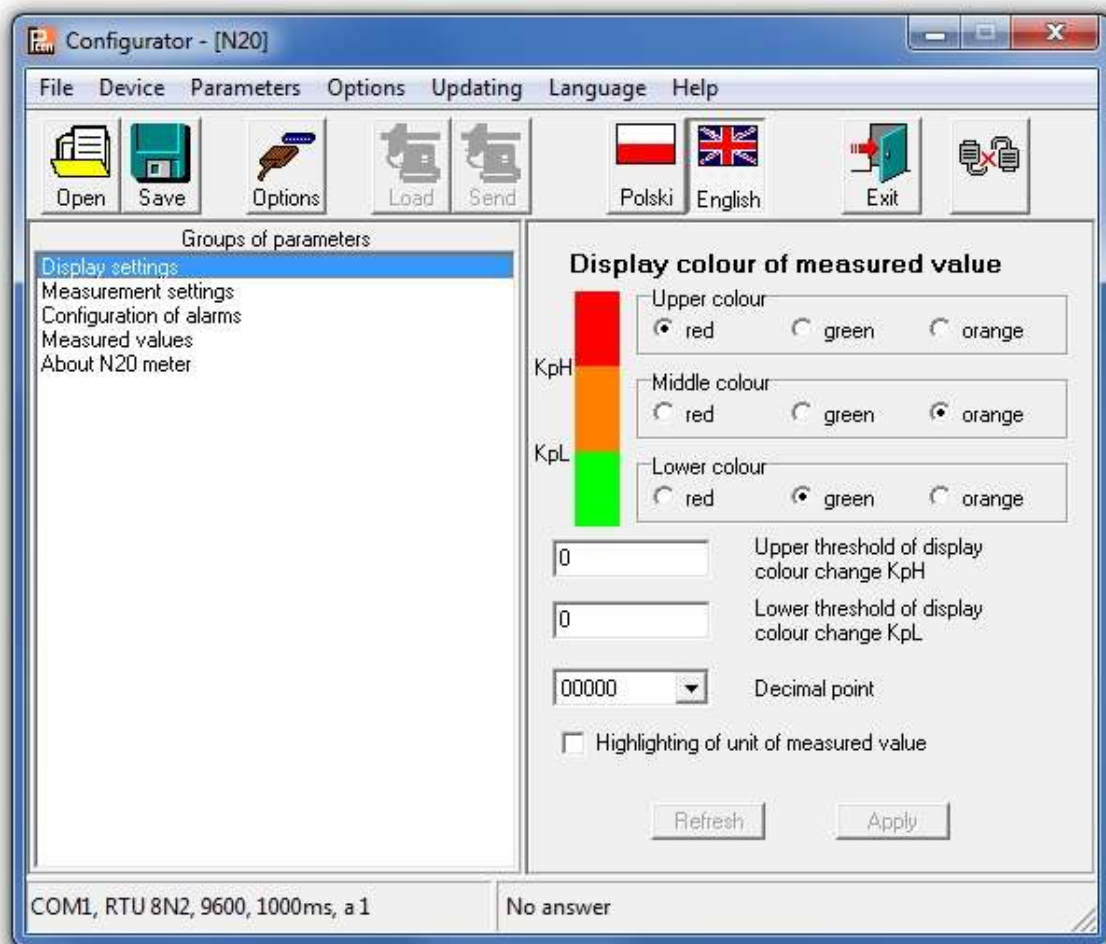 Pcon
Configurator - [N20]
File Device Parameters Options Updating Language Help
Open Save Options Load Send Polski English Exit
Groups of parameters
Display settings
Measurement settings
Configuration of alarms
Measured values
About N20 meter
Display colour of measured value
Upper colour
red green orange
KpH
Middle colour
red green orange
KpL
Lower colour
red green orange
0
Upper threshold of display
colour change KpH
0
Lower threshold of display
colour change KpL
00000 Decimal point
Highlighting of unit of measured value
Refresh Apply
COM1, RTU 8N2, 9600, 1000ms, a 1 No answer